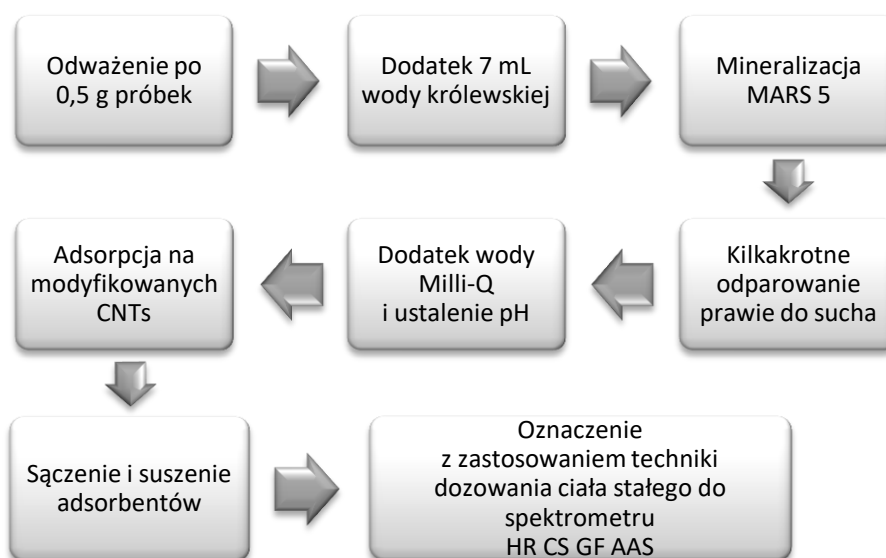 Odważenie po
0,5 g próbek
Dodatek 7 mL
wody królewskiej
Mineralizacja
MARS 5
Kilkakrotne
odparowanie
prawie do sucha
Dodatek wody
Milli-Q
i ustalenie pH
Adsorpcja na
modyfikowanych
CNTs
Sączenie i suszenie
adsorbentów
Oznaczenie
z zastosowaniem techniki
dozowania ciała stałego do
spektrometru
HR CS GF AAS